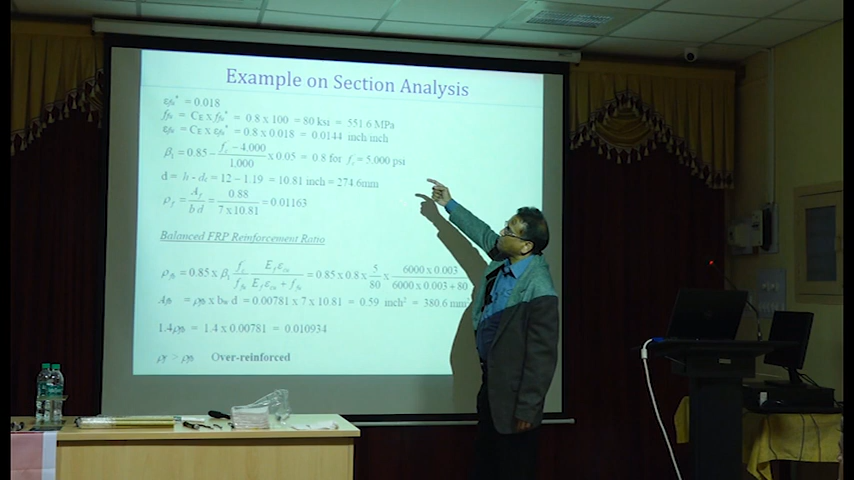 Example on Section Analysis
εfu* = 0.018
ffu = CE x ffu* = 0.8 x 100 = 80 ksi = 551.6 MPa
εfu = CE x εfu* = 0.8 x 0.018 = 0.0144 inch inch
β1 = 0.85 - (fc' - 4,000)/1,000 x 0.05 = 0.8 for fc' = 5,000 psi
d = h - dc = 12 - 1.19 = 10.81 inch = 274.6mm
ρf = Af/(b d) = 0.88/(7 x 10.81) = 0.01163
Balanced FRP Reinforcement Ratio
ρfb = 0.85 x β1 (fc'/ffu) (Ef εcu)/(Ef εcu + ffu) = 0.85 x 0.8 x 5/80 x (6000 x 0.003)/(6000 x 0.003 + 80)
Afb = ρfb x bw d = 0.00781 x 7 x 10.81 = 0.59 inch² = 380.6 mm²
1.4ρfb = 1.4 x 0.00781 = 0.010934
ρf > ρfb Over-reinforced